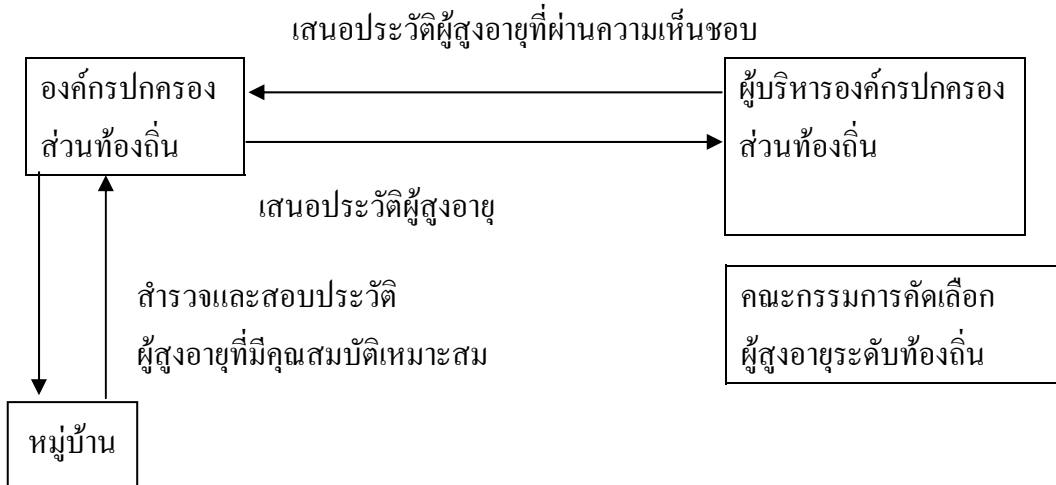 เสนอประวัติผู้สูงอายุที่ผ่านความเห็นชอบ
องค์กรปกครอง
ส่วนท้องถิ่น
ผู้บริหารองค์กรปกครอง
ส่วนท้องถิ่น
เสนอประวัติผู้สูงอายุ
สำรวจและสอบประวัติ
ผู้สูงอายุที่มีคุณสมบัติเหมาะสม
คณะกรรมการคัดเลือก
ผู้สูงอายุระดับท้องถิ่น
หมู่บ้าน